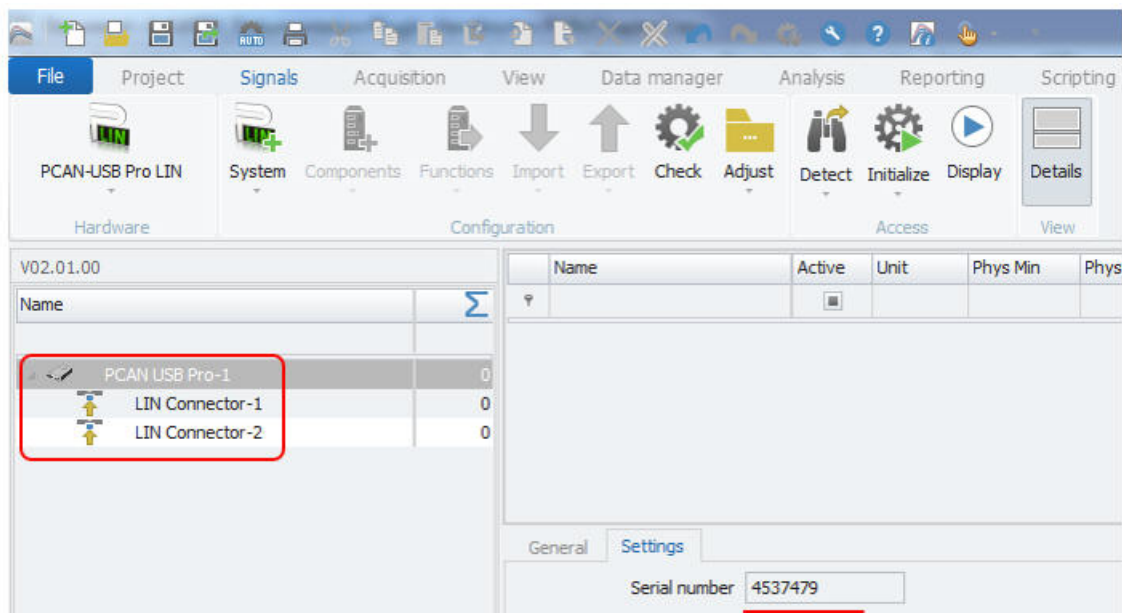 AUTO
File Project Signals Acquisition View Data manager Analysis Reporting Scripting
LIN LIN
PCAN-USB Pro LIN System Components Functions Import Export Check Adjust Detect Initialize Display Details
Hardware Configuration Access View
V02.01.00
Name Active Unit Phys Min Phys
Name Σ
PCAN USB Pro-1 0
LIN Connector-1 0
LIN Connector-2 0
General Settings
Serial number 4537479